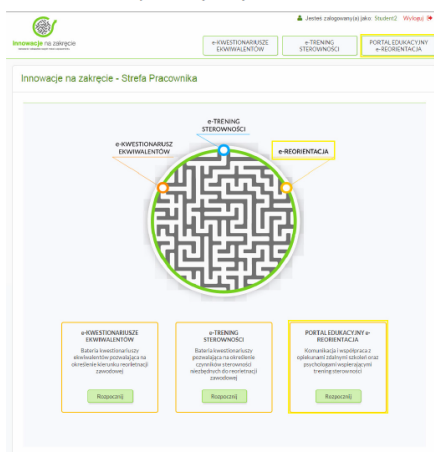 Jesteś zalogowany(a) jako: Student2 Wyloguj
Innowacje na zakręcie
e-KWESTIONARIUSZE
EKWIWALENTÓW
e-TRENING
STEROWNOŚCI
PORTAL EDUKACYJNY
e-REORIENTACJA
Innowacje na zakręcie - Strefa Pracownika
e-TRENING
STEROWNOŚCI
e-KWESTIONARIUSZ
EKWIWALENTÓW
e-REORIENTACJA
e-KWESTIONARIUSZE
EKWIWALENTÓW
Bateria kwestionariuszy
ekwiwalentów pozwalająca na
określenie kierunku reorientacji
zawodowej
Rozpocznij
e-TRENING
STEROWNOŚCI
Bateria kwestionariuszy
pozwalająca na określenie
czynników sterowności
niezbędnych do reorientacji
zawodowej
Rozpocznij
PORTAL EDUKACYJNY e-
REORIENTACJA
Komunikacja i współpraca z
opiekunami zdalnymi szkoleń oraz
psychologami wspierającymi
trening sterowności
Rozpocznij